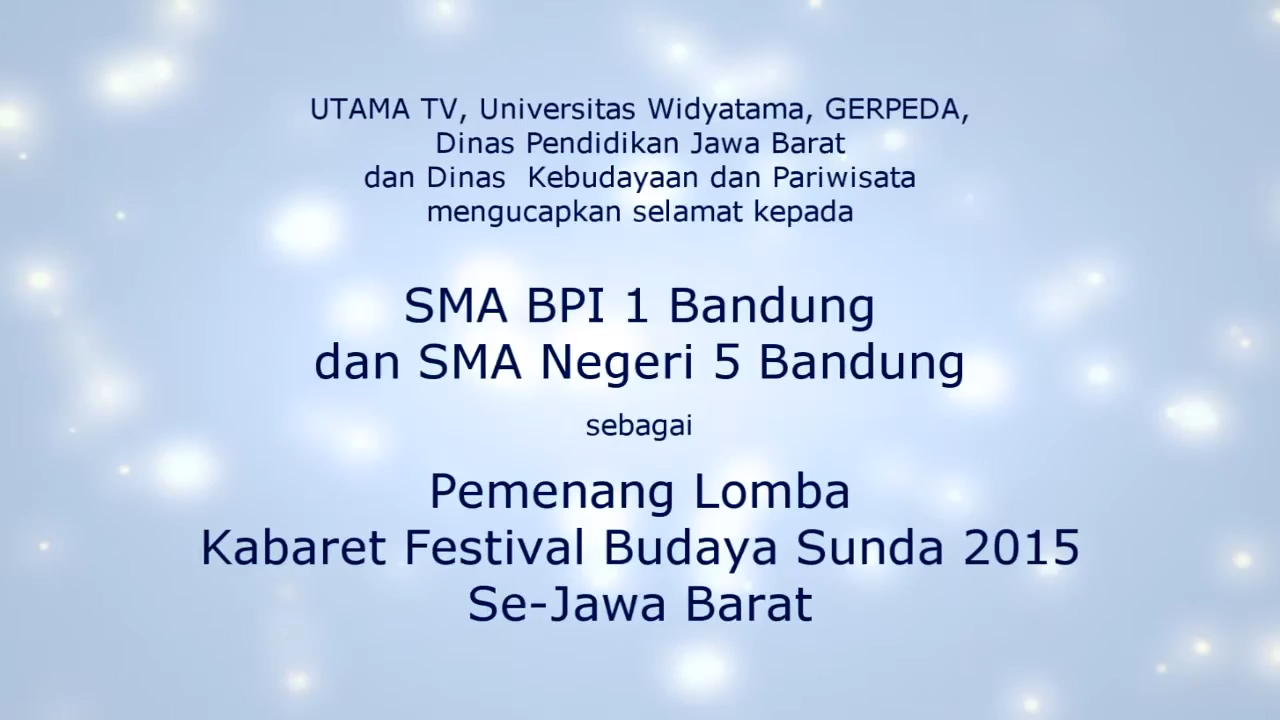 UTAMA TV, Universitas Widyatama, GERPEDA,
Dinas Pendidikan Jawa Barat
dan Dinas  Kebudayaan dan Pariwisata
mengucapkan selamat kepada
SMA BPI 1 Bandung
dan SMA Negeri 5 Bandung
sebagai
Pemenang Lomba
Kabaret Festival Budaya Sunda 2015
Se-Jawa Barat